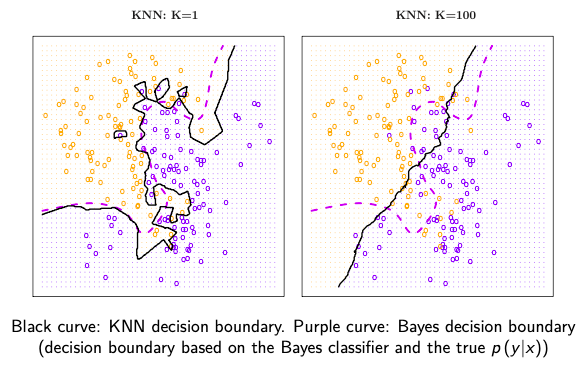 KNN: K=1
KNN: K=100
Black curve: KNN decision boundary. Purple curve: Bayes decision boundary
(decision boundary based on the Bayes classifier and the true p(y|x))